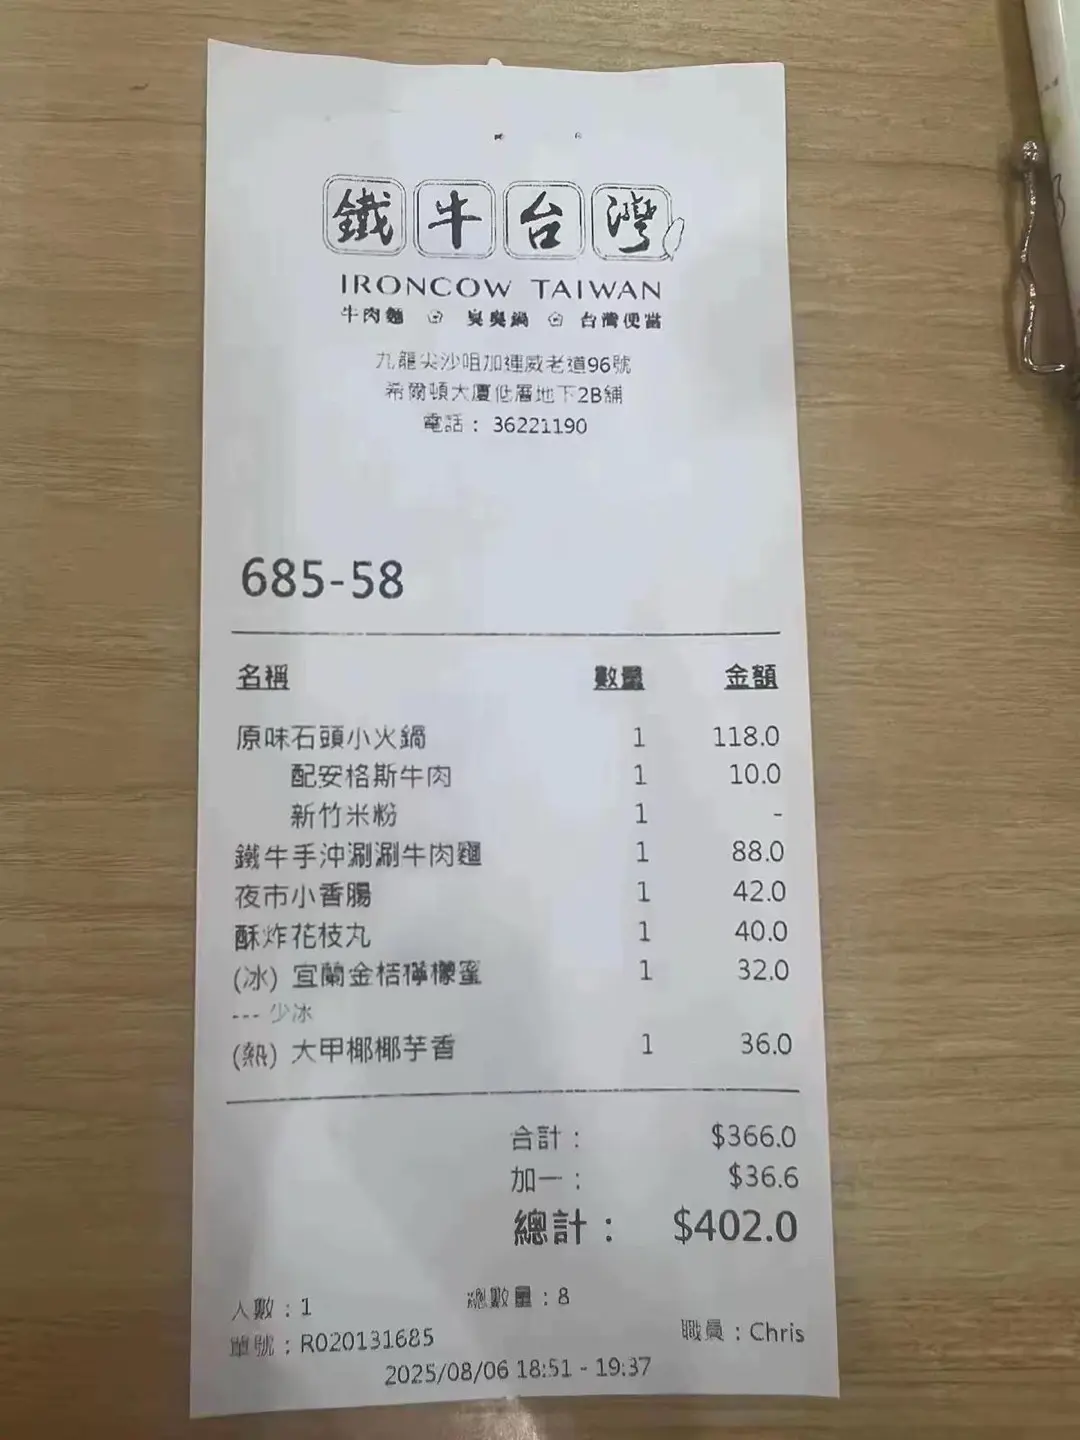 鐵牛台灣
IRONCOW TAIWAN
牛肉麵 臭臭鍋 台灣便當
九龍尖沙咀加連威老道96號
希爾頓大廈低層地下2B舖
電話： 36221190
685-58
名稱 數量 金額
原味石頭小火鍋 1 118.0
配安格斯牛肉 1 10.0
新竹米粉 1 -
鐵牛手沖涮涮牛肉麵 1 88.0
夜市小香腸 1 42.0
酥炸花枝丸 1 40.0
(冰) 宜蘭金桔檸檬蜜 1 32.0
--- 少冰
(熱) 大甲椰椰芋香 1 36.0
合計： $366.0
加一： $36.6
總計： $402.0
人數：1 總數量：8
單號：R020131685 職員：Chris
2025/08/06 18:51 - 19:37